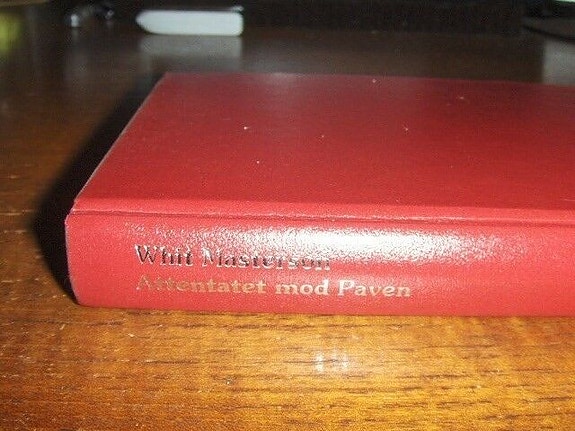 Whit Masterson
Attentatet mod Paven